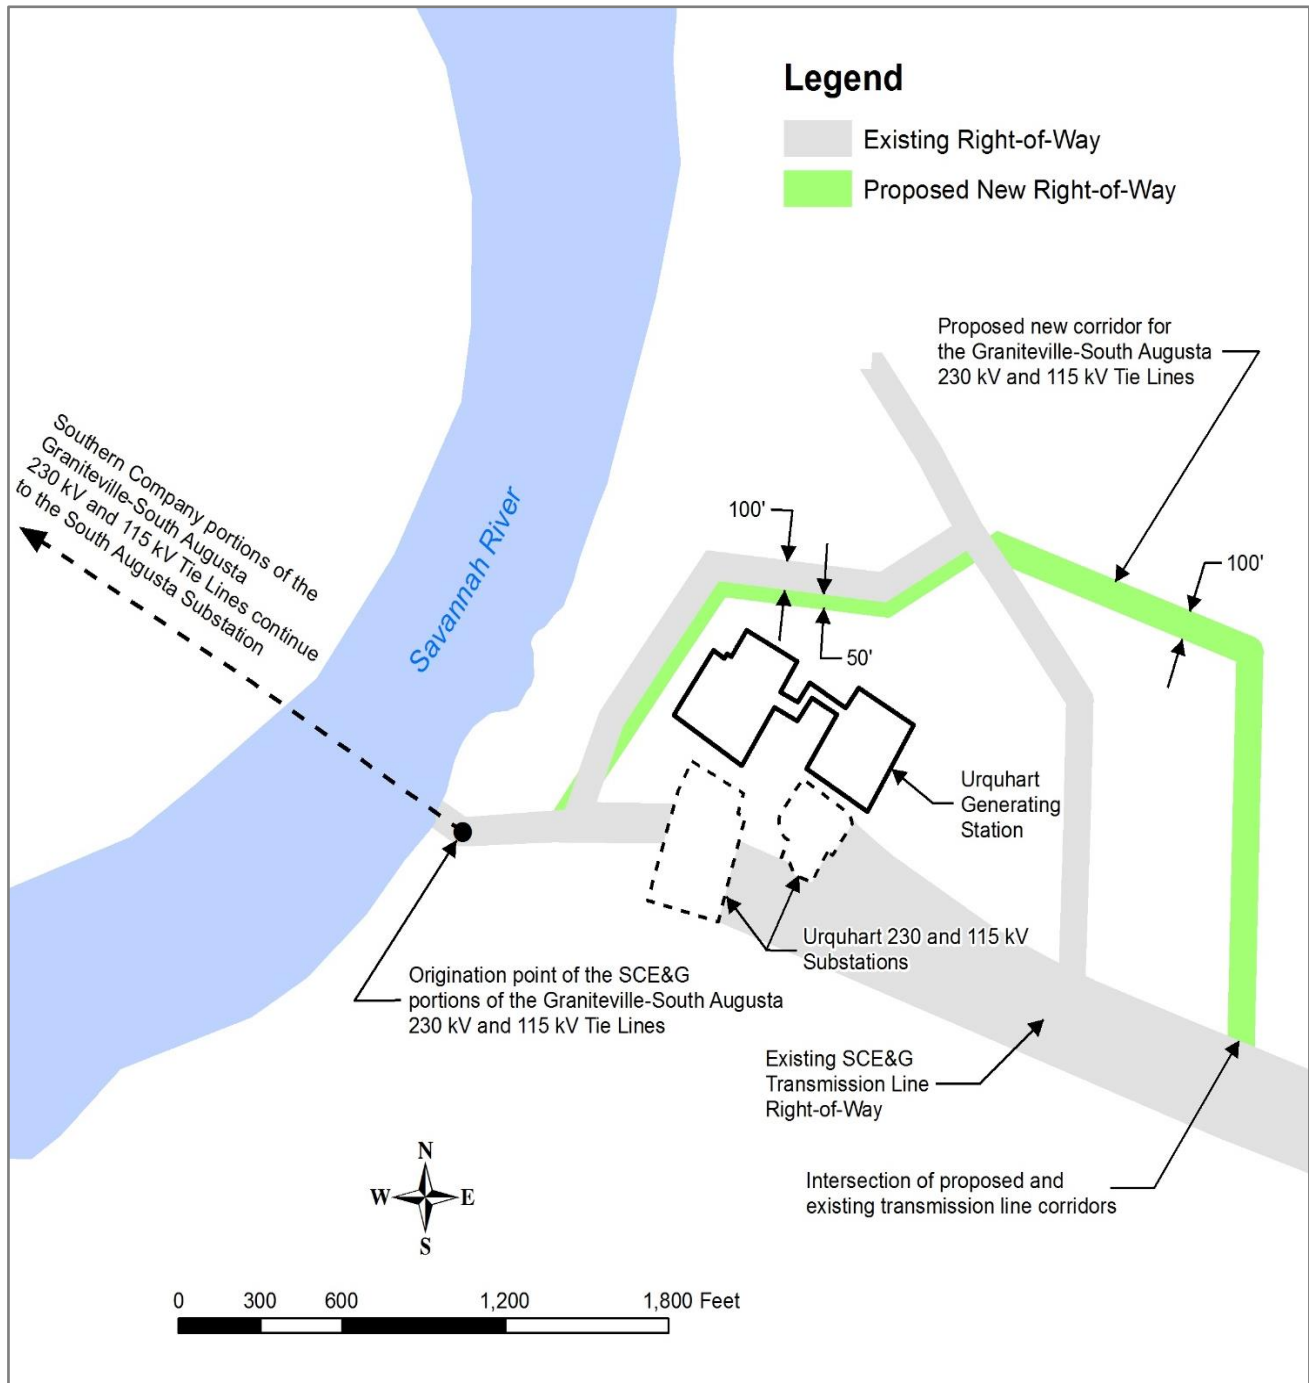 Legend
Existing Right-of-Way
Proposed New Right-of-Way
Proposed new corridor for
the Graniteville-South Augusta
230 kV and 115 kV Tie Lines
Southern Company portions of the
Graniteville-South Augusta
230 kV and 115 kV Tie Lines continue
to the South Augusta Substation
Savannah River
100'
50'
100'
Urquhart
Generating
Station
Urquhart 230 and 115 kV
Substations
Origination point of the SCE&G
portions of the Graniteville-South Augusta
230 kV and 115 kV Tie Lines
Existing SCE&G
Transmission Line
Right-of-Way
Intersection of proposed and
existing transmission line corridors
N
W E
S
0 300 600 1,200 1,800 Feet